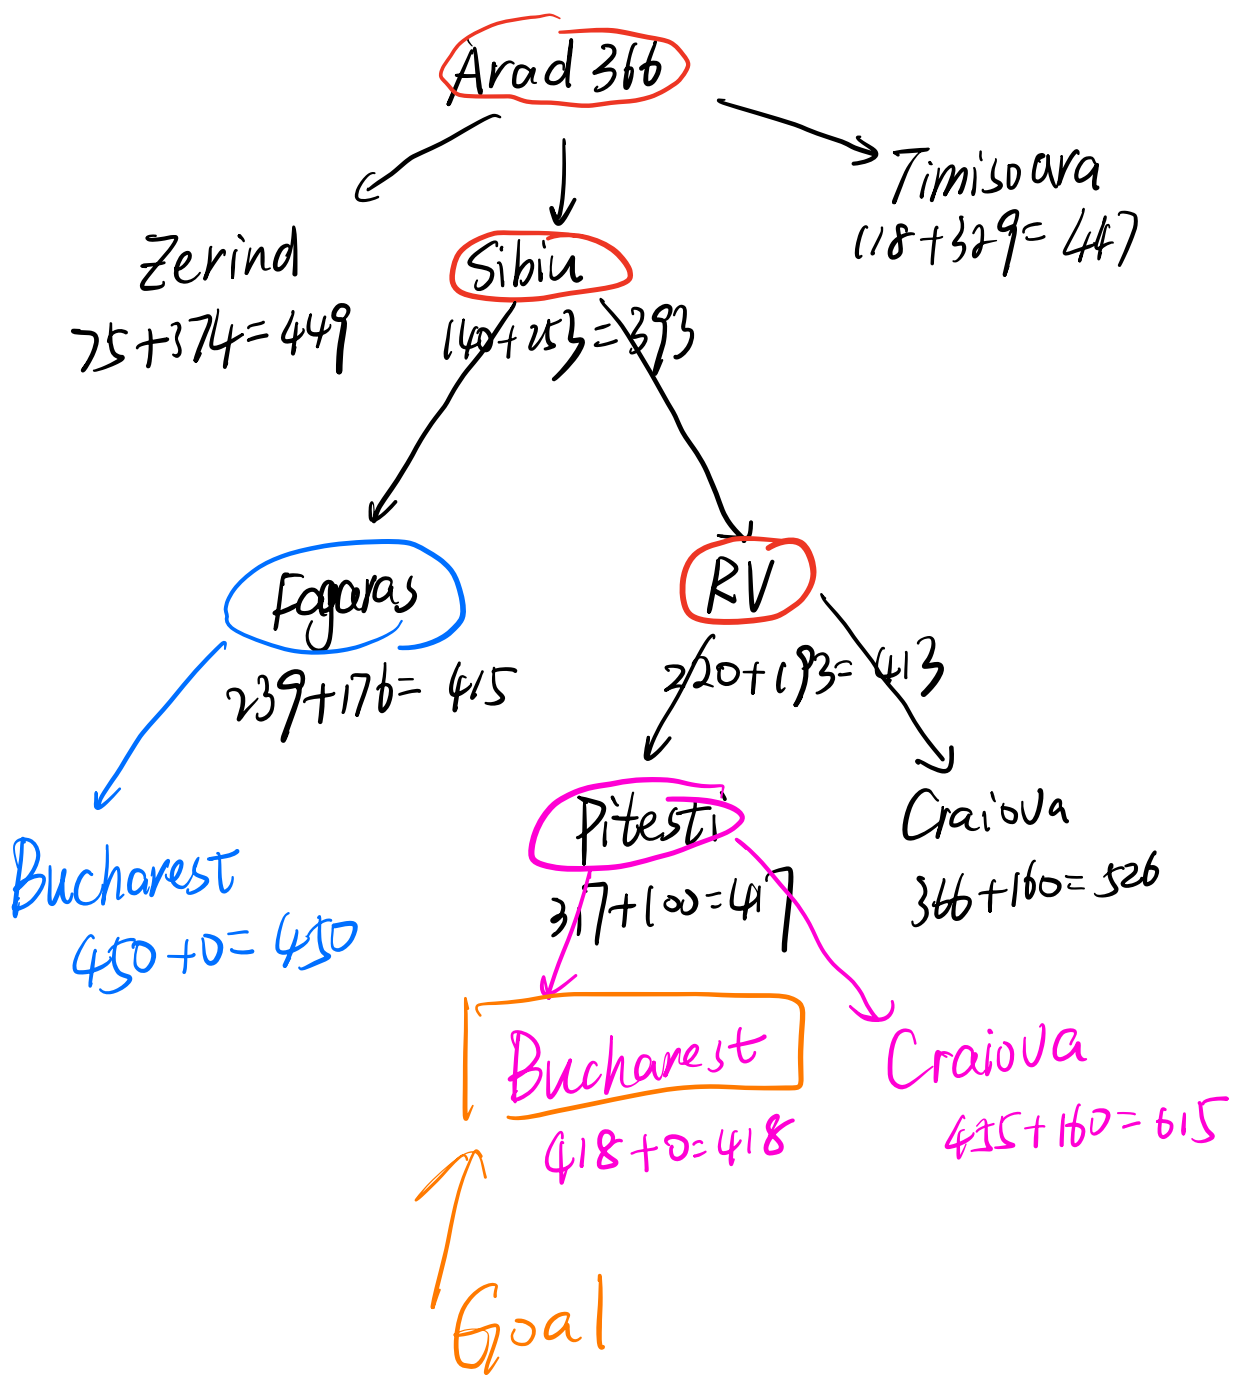 Arad 366
Timisoara
118+329=447
Zerind
75+374=449
Sibiu
140+253=393
Fagaras
239+176=415
RV
220+193=413
Pitesti
317+100=417
Craiova
366+160=526
Bucharest
450+0=450
Bucharest
418+0=418
Craiova
455+160=615
Goal